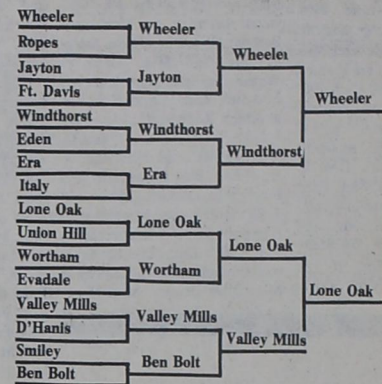 Wheeler
Ropes
Jayton
Ft. Davis
Windthorst
Eden
Era
Italy
Lone Oak
Union Hill
Wortham
Evadale
Valley Mills
D'Hanis
Smiley
Ben Bolt
Wheeler
Jayton
Windthorst
Era
Lone Oak
Wortham
Valley Mills
Ben Bolt
Wheeler
Windthorst
Lone Oak
Valley Mills
Wheeler
Lone Oak